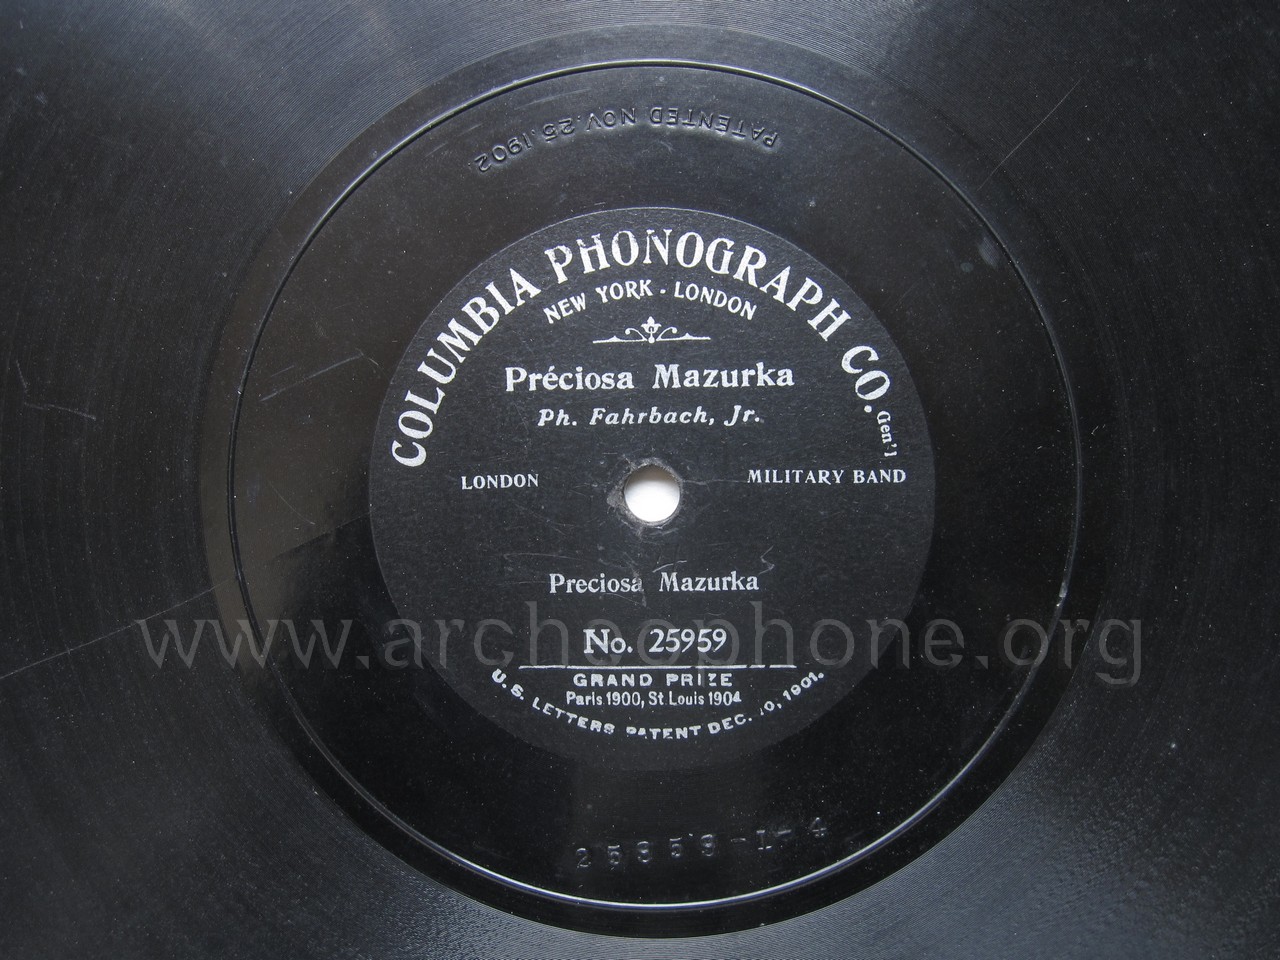 PATENTED NOV. 25. 1902
COLUMBIA PHONOGRAPH CO. Gen'l
NEW YORK - LONDON
Préciosa Mazurka
Ph. Fahrbach, Jr.
LONDON MILITARY BAND
Preciosa Mazurka
www.archeophone.org
No. 25959
GRAND PRIZE
Paris 1900, St Louis 1904
U.S. LETTERS PATENT DEC. 10, 1901.